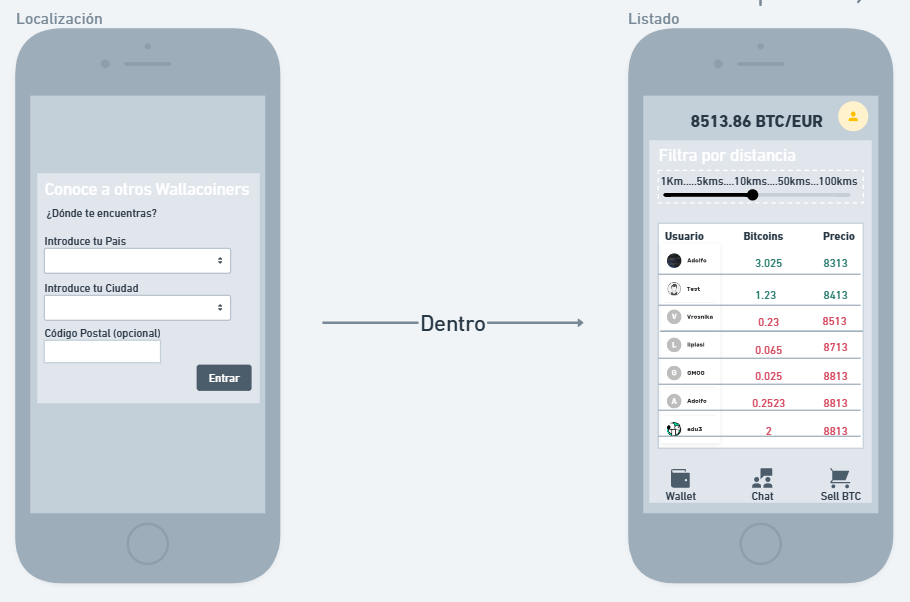 Localización
Conoce a otros Wallacoiners
¿Dónde te encuentras?
Introduce tu Pais
Introduce tu Ciudad
Código Postal (opcional)
Entrar
Dentro
Listado
8513.86 BTC/EUR
Filtra por distancia
1Km.....5kms....10kms....50kms...100kms
Usuario Bitcoins Precio
Adolfo 3.025 8313
Test 1.23 8413
V Vrosnika 0.23 8513
L liplasi 0.065 8713
G GMOG 0.025 8813
A Adolfo 0.2523 8813
edu3 2 8813
Wallet Chat Sell BTC